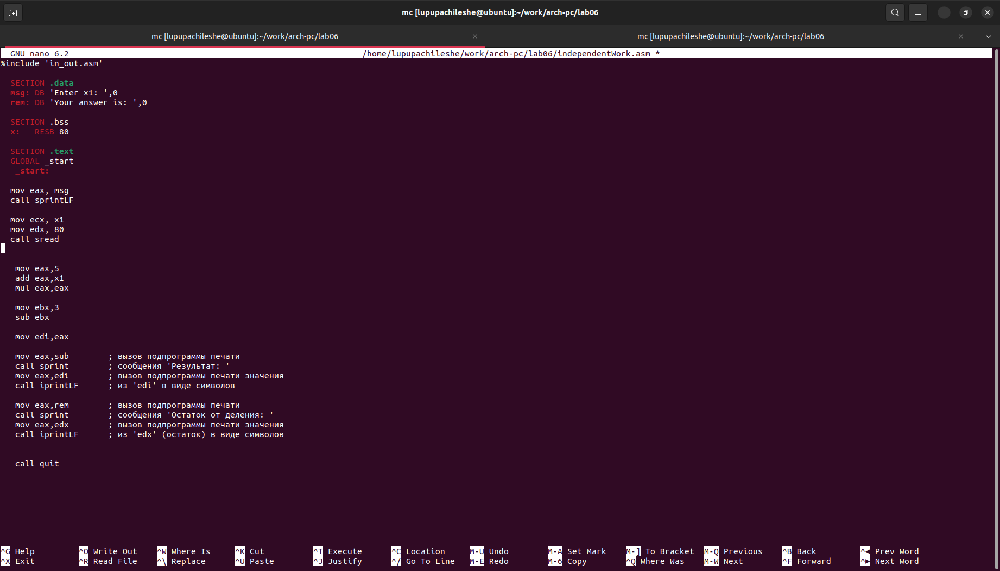 mc [lupupachileshe@ubuntu]:~/work/arch-pc/lab06
mc [lupupachileshe@ubuntu]:~/work/arch-pc/lab06
mc [lupupachileshe@ubuntu]:~/work/arch-pc/lab06
GNU nano 6.2 /home/lupupachileshe/work/arch-pc/lab06/independentWork.asm *
%include 'in_out.asm'
SECTION .data
msg: DB 'Enter x1: ',0
rem: DB 'Your answer is: ',0
SECTION .bss
x: RESB 80
SECTION .text
GLOBAL _start
_start:
mov eax, msg
call sprintLF
mov ecx, x1
mov edx, 80
call sread
mov eax,5
add eax,x1
mul eax,eax
mov ebx,3
sub ebx
mov edi,eax
mov eax,sub ; вызов подпрограммы печати
call sprint ; сообщения 'Результат: '
mov eax,edi ; вызов подпрограммы печати значения
call iprintLF ; из 'edi' в виде символов
mov eax,rem ; вызов подпрограммы печати
call sprint ; сообщения 'Остаток от деления: '
mov eax,edx ; вызов подпрограммы печати значения
call iprintLF ; из 'edx' (остаток) в виде символов
call quit
^G Help ^O Write Out ^W Where Is ^K Cut ^T Execute ^C Location M-U Undo M-A Set Mark M-] To Bracket M-Q Previous ^B Back ^◀ Prev Word
^X Exit ^R Read File ^\ Replace ^U Paste ^J Justify ^/ Go To Line M-E Redo M-6 Copy ^Q Where Was M-W Next ^F Forward ^▶ Next Word